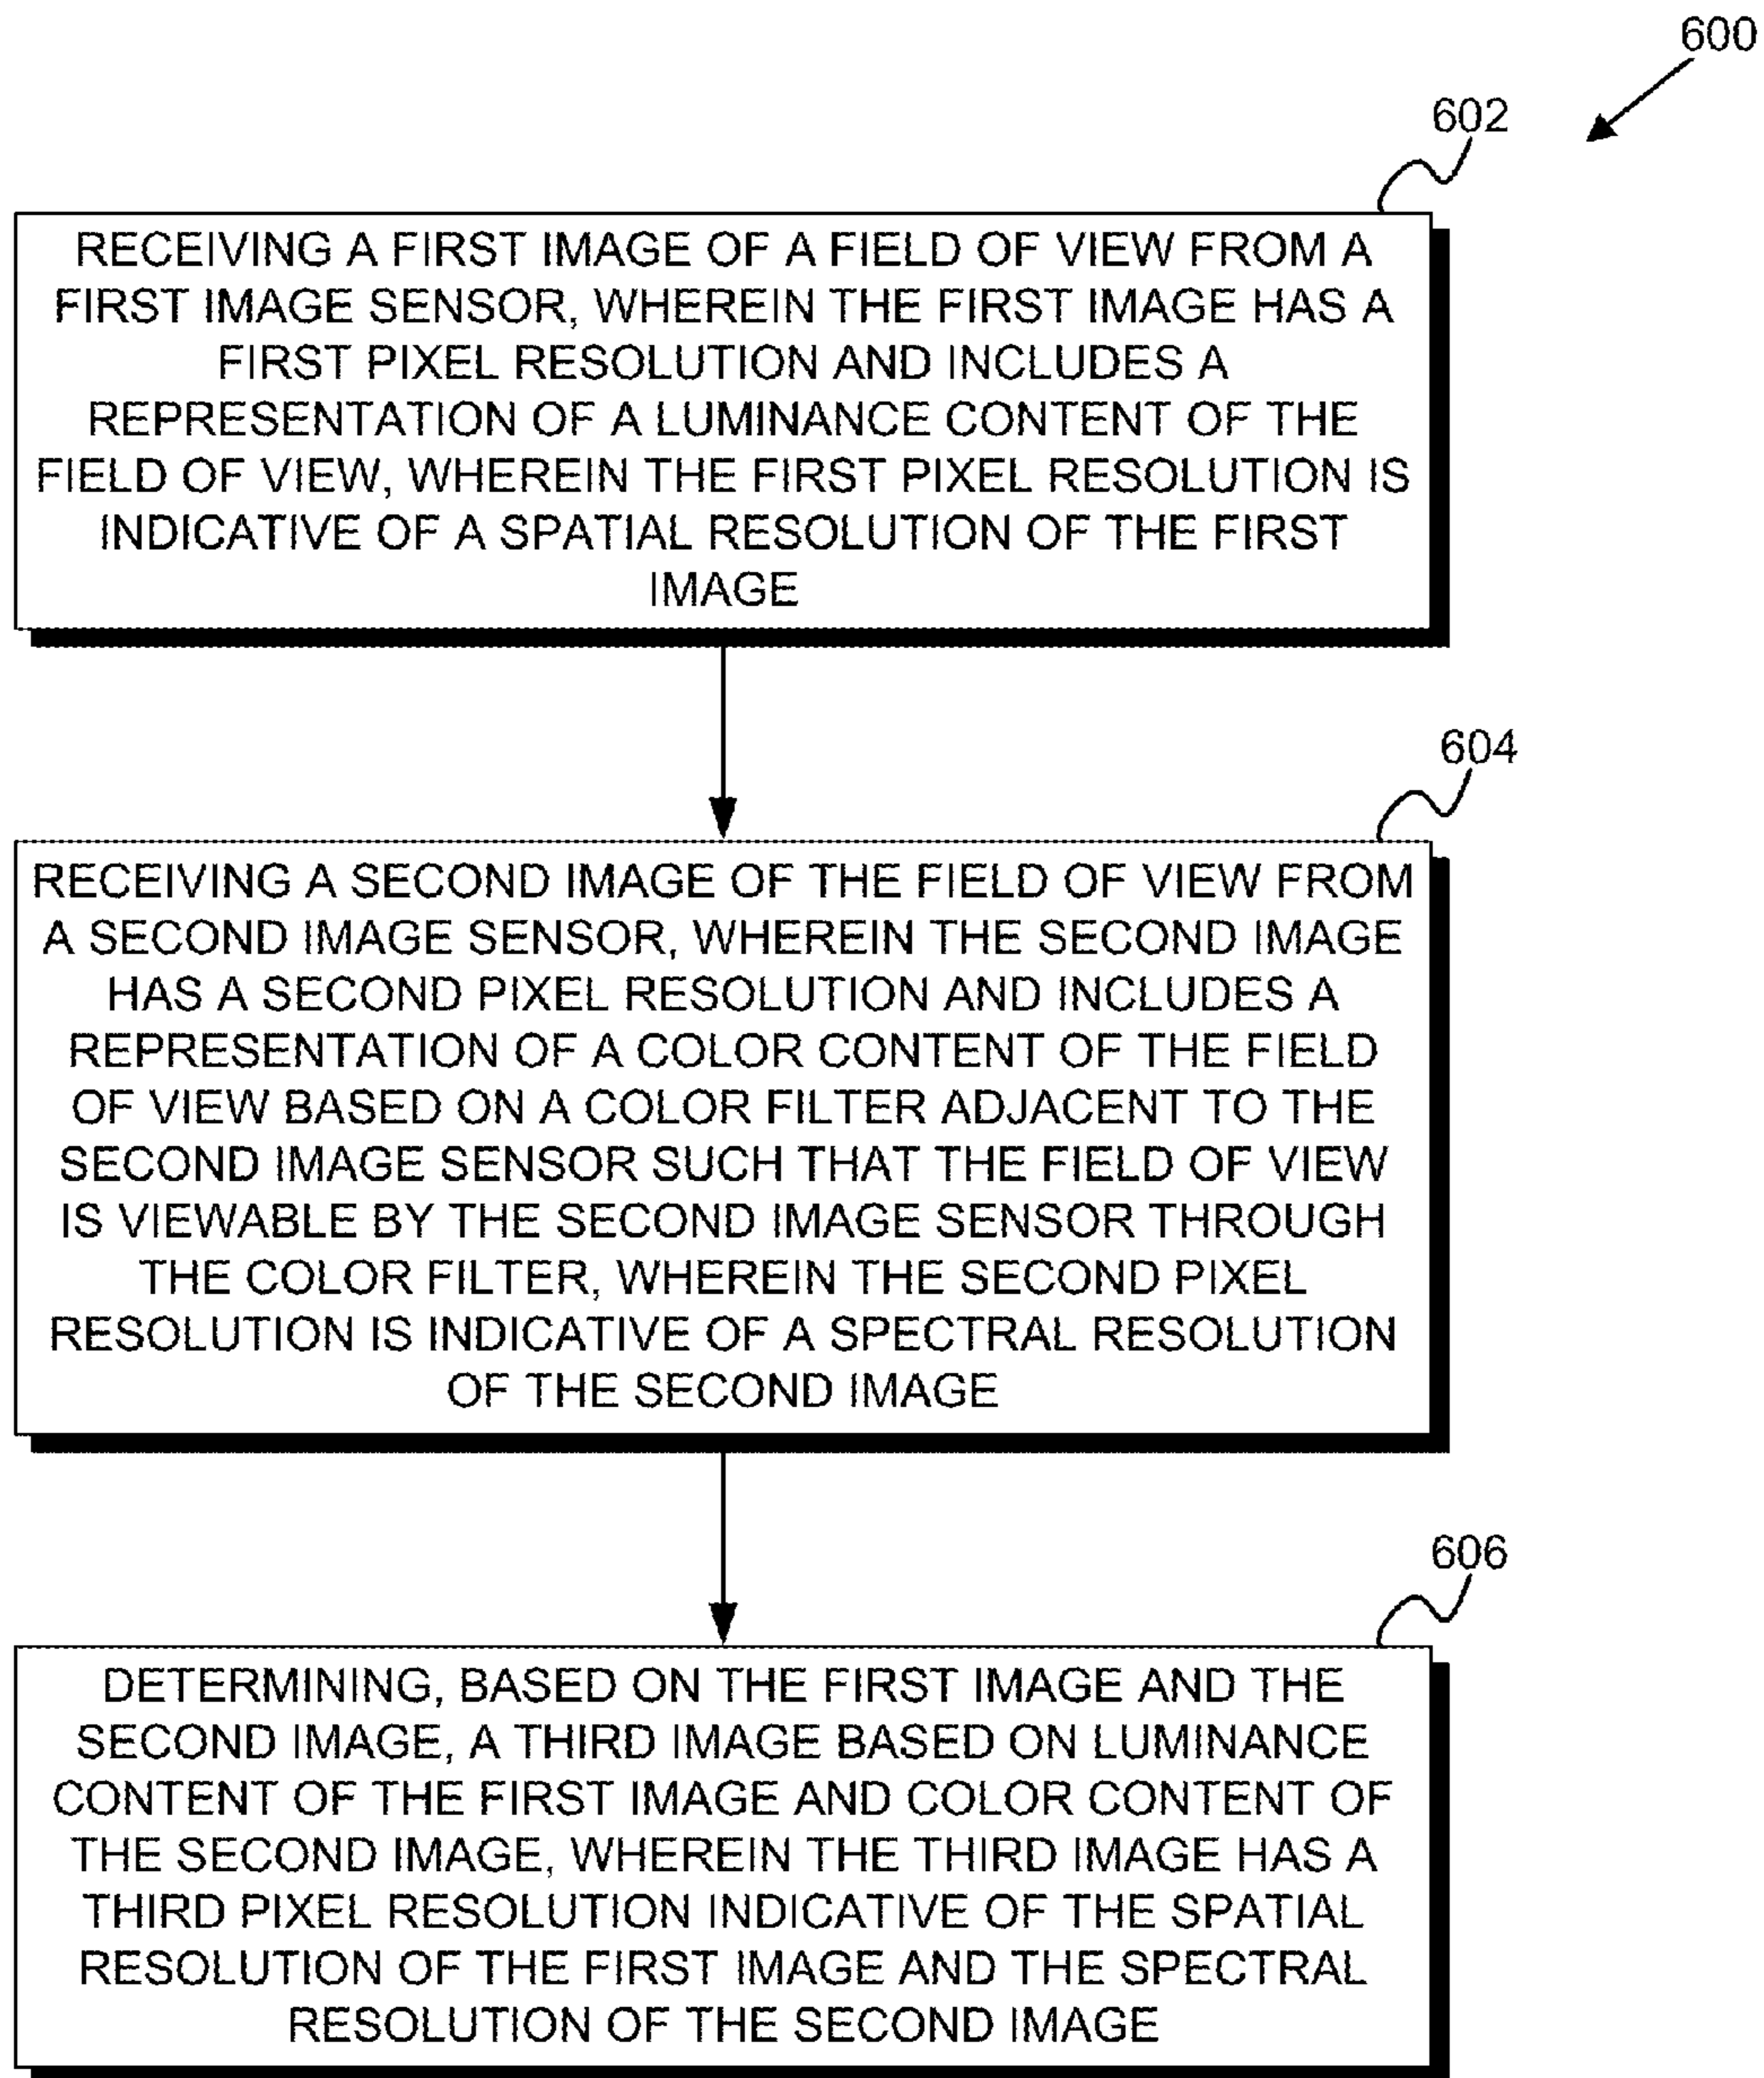 600
602
RECEIVING A FIRST IMAGE OF A FIELD OF VIEW FROM A
FIRST IMAGE SENSOR, WHEREIN THE FIRST IMAGE HAS A
FIRST PIXEL RESOLUTION AND INCLUDES A
REPRESENTATION OF A LUMINANCE CONTENT OF THE
FIELD OF VIEW, WHEREIN THE FIRST PIXEL RESOLUTION IS
INDICATIVE OF A SPATIAL RESOLUTION OF THE FIRST
IMAGE
604
RECEIVING A SECOND IMAGE OF THE FIELD OF VIEW FROM
A SECOND IMAGE SENSOR, WHEREIN THE SECOND IMAGE
HAS A SECOND PIXEL RESOLUTION AND INCLUDES A
REPRESENTATION OF A COLOR CONTENT OF THE FIELD
OF VIEW BASED ON A COLOR FILTER ADJACENT TO THE
SECOND IMAGE SENSOR SUCH THAT THE FIELD OF VIEW
IS VIEWABLE BY THE SECOND IMAGE SENSOR THROUGH
THE COLOR FILTER, WHEREIN THE SECOND PIXEL
RESOLUTION IS INDICATIVE OF A SPECTRAL RESOLUTION
OF THE SECOND IMAGE
606
DETERMINING, BASED ON THE FIRST IMAGE AND THE
SECOND IMAGE, A THIRD IMAGE BASED ON LUMINANCE
CONTENT OF THE FIRST IMAGE AND COLOR CONTENT OF
THE SECOND IMAGE, WHEREIN THE THIRD IMAGE HAS A
THIRD PIXEL RESOLUTION INDICATIVE OF THE SPATIAL
RESOLUTION OF THE FIRST IMAGE AND THE SPECTRAL
RESOLUTION OF THE SECOND IMAGE